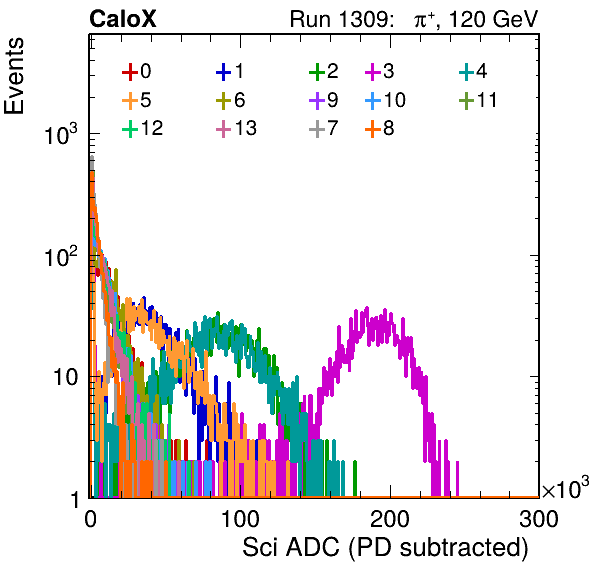 CaloX Run 1309: π⁺, 120 GeV
Events
0 1 2 3 4
5 6 9 10 11
12 13 7 8
10³
10²
10
1
0 100 200 300
×10³
Sci ADC (PD subtracted)